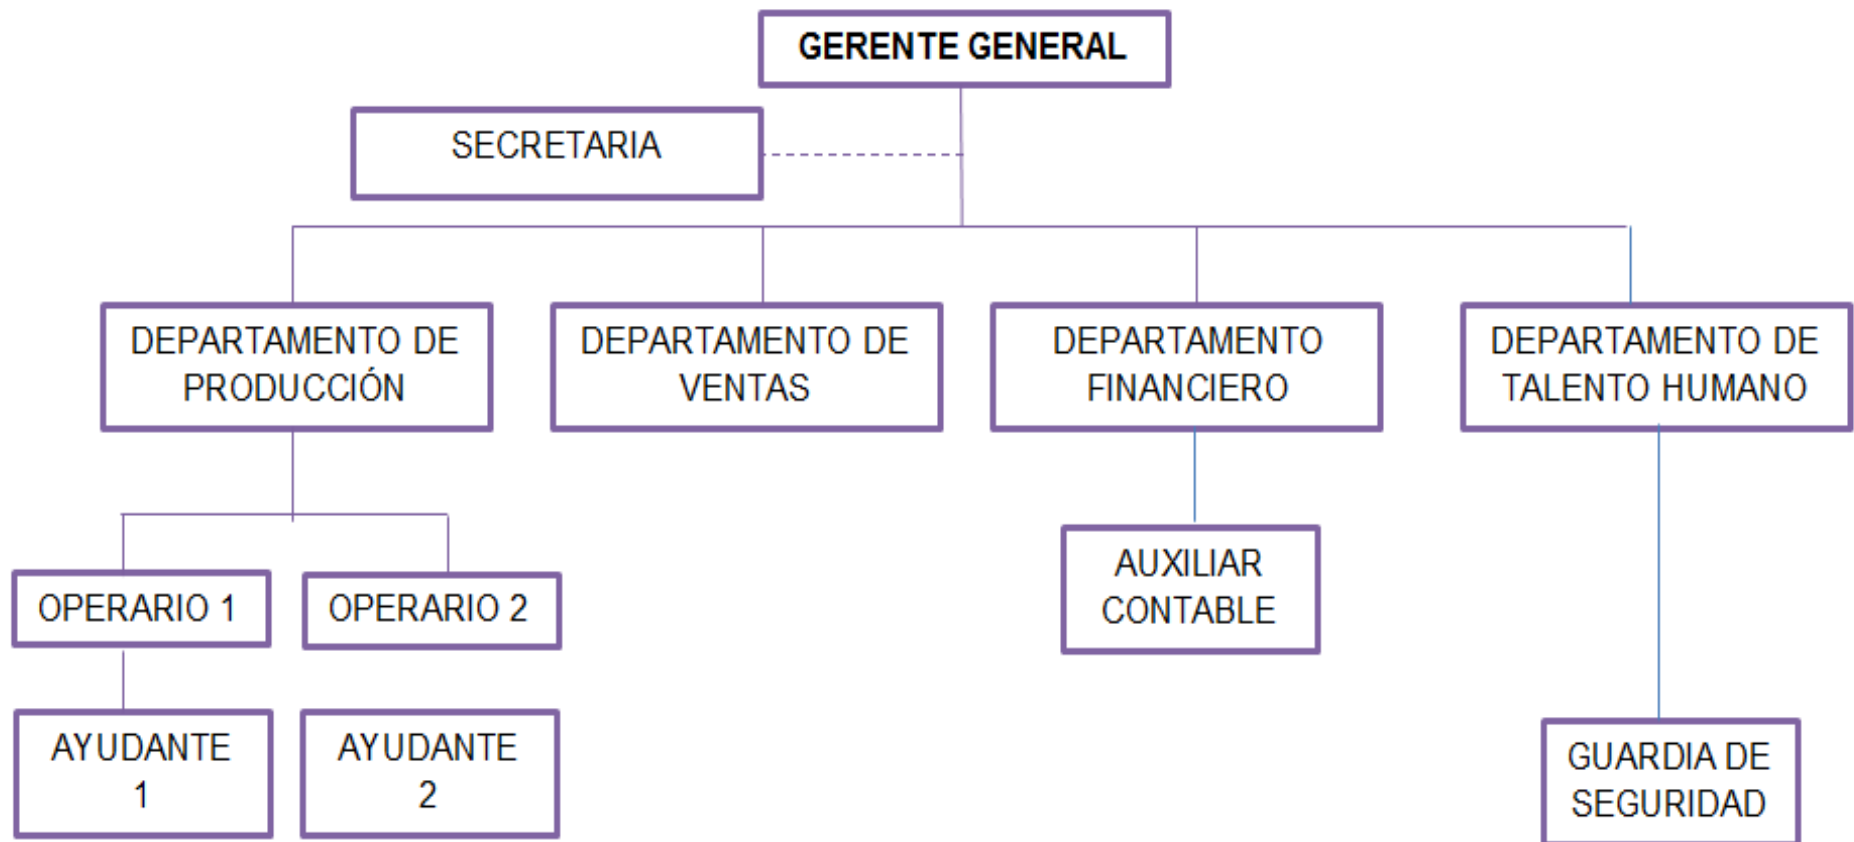 GERENTE GENERAL
SECRETARIA
DEPARTAMENTO DE
PRODUCCIÓN
DEPARTAMENTO DE
VENTAS
DEPARTAMENTO
FINANCIERO
DEPARTAMENTO DE
TALENTO HUMANO
OPERARIO 1
OPERARIO 2
AUXILIAR
CONTABLE
AYUDANTE
1
AYUDANTE
2
GUARDIA DE
SEGURIDAD